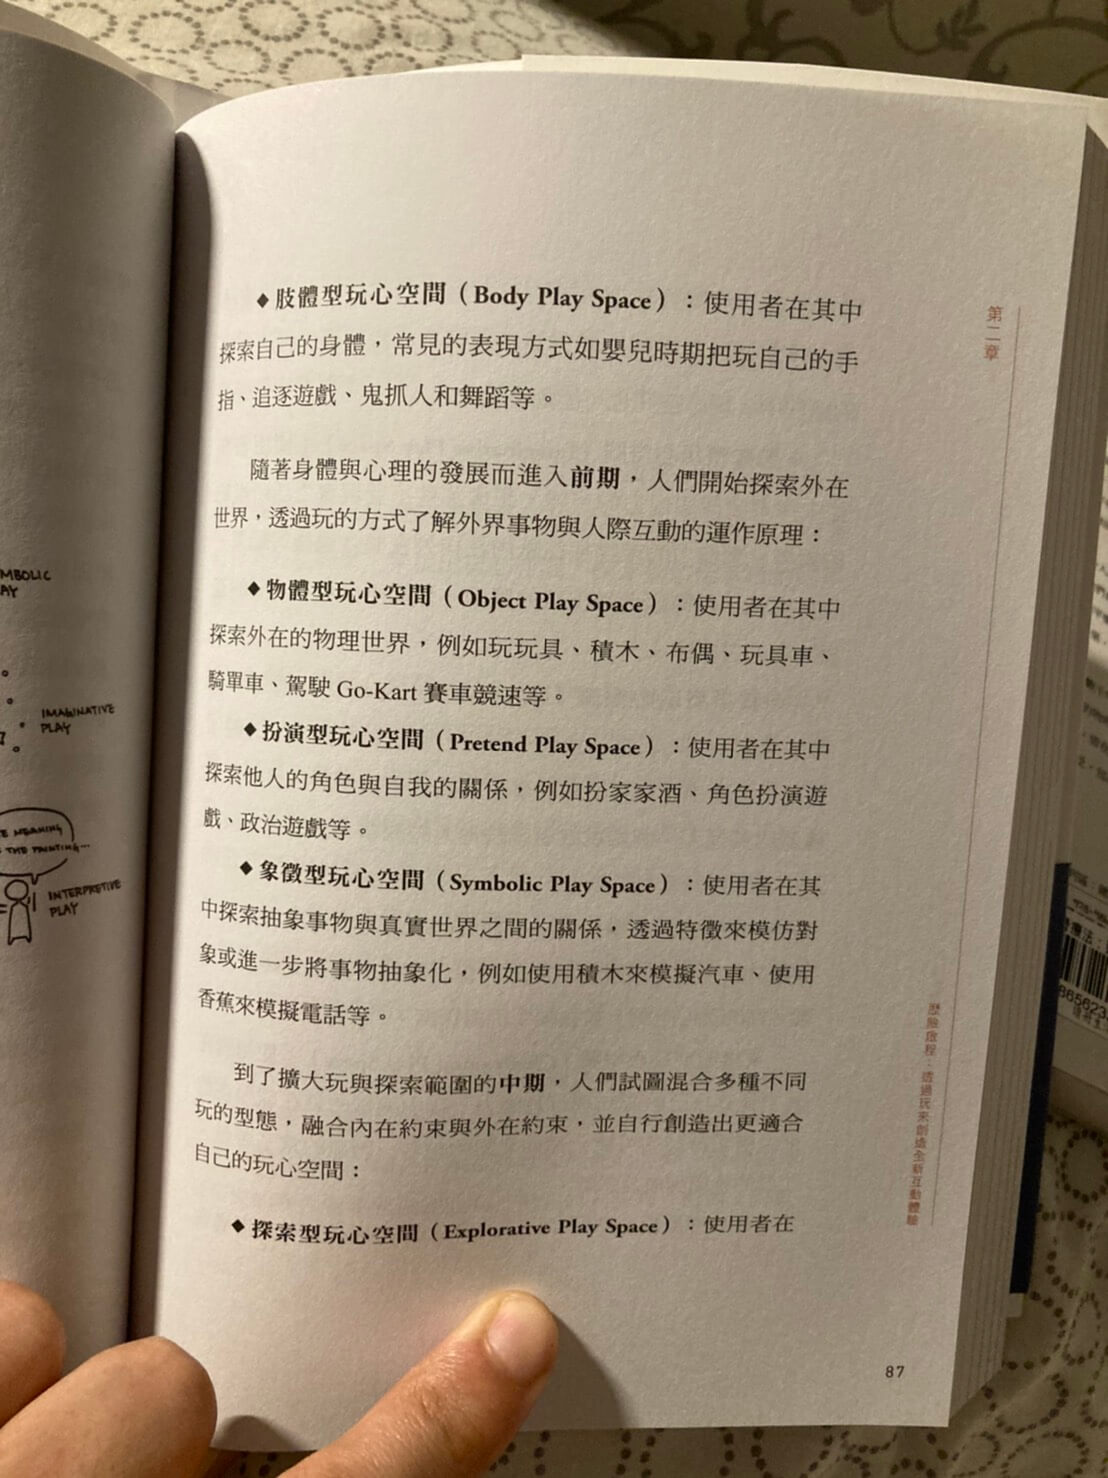 ◆肢體型玩心空間（Body Play Space）：使用者在其中
探索自己的身體，常見的表現方式如嬰兒時期把玩自己的手
指、追逐遊戲、鬼抓人和舞蹈等。
隨著身體與心理的發展而進入前期，人們開始探索外在
世界，透過玩的方式了解外界事物與人際互動的運作原理：
◆物體型玩心空間（Object Play Space）：使用者在其中
探索外在的物理世界，例如玩玩具、積木、布偶、玩具車、
騎單車、駕駛 Go-Kart 賽車競速等。
◆扮演型玩心空間（Pretend Play Space）：使用者在其中
探索他人的角色與自我的關係，例如扮家家酒、角色扮演遊
戲、政治遊戲等。
◆象徵型玩心空間（Symbolic Play Space）：使用者在其
中探索抽象事物與真實世界之間的關係，透過特徵來模仿對
象或進一步將事物抽象化，例如使用積木來模擬汽車、使用
香蕉來模擬電話等。
到了擴大玩與探索範圍的中期，人們試圖混合多種不同
玩的型態，融合內在約束與外在約束，並自行創造出更適合
自己的玩心空間：
◆探索型玩心空間（Explorative Play Space）：使用者在
第二章
歷險啟程：透過玩來創造全新互動體驗
87
MBOLIC
AY
IMAGINATIVE
PLAY
E MEANING
THE PAINTING...
INTERPRETIVE
PLAY